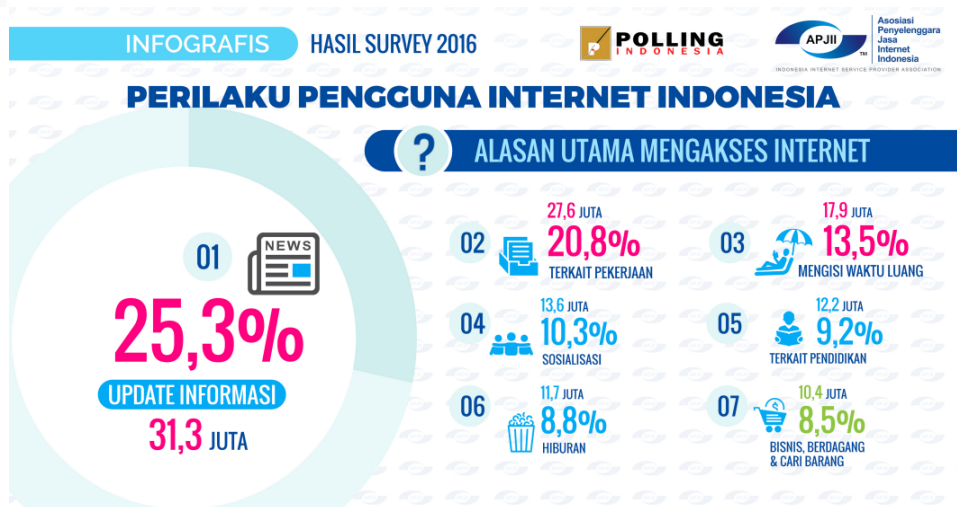 INFOGRAFIS
HASIL SURVEY 2016
POLLING
INDONESIA
APJII
TM
Asosiasi
Penyelenggara
Jasa
Internet
Indonesia
INDONESIA INTERNET SERVICE PROVIDER ASSOCIATION
PERILAKU PENGGUNA INTERNET INDONESIA
?
ALASAN UTAMA MENGAKSES INTERNET
01
NEWS
25,3%
UPDATE INFORMASI
31,3 JUTA
02
27,6 JUTA
20,8%
TERKAIT PEKERJAAN
03
17,9 JUTA
13,5%
MENGISI WAKTU LUANG
04
13,6 JUTA
10,3%
SOSIALISASI
05
12,2 JUTA
9,2%
TERKAIT PENDIDIKAN
06
11,7 JUTA
8,8%
HIBURAN
07
10,4 JUTA
8,5%
BISNIS, BERDAGANG
& CARI BARANG